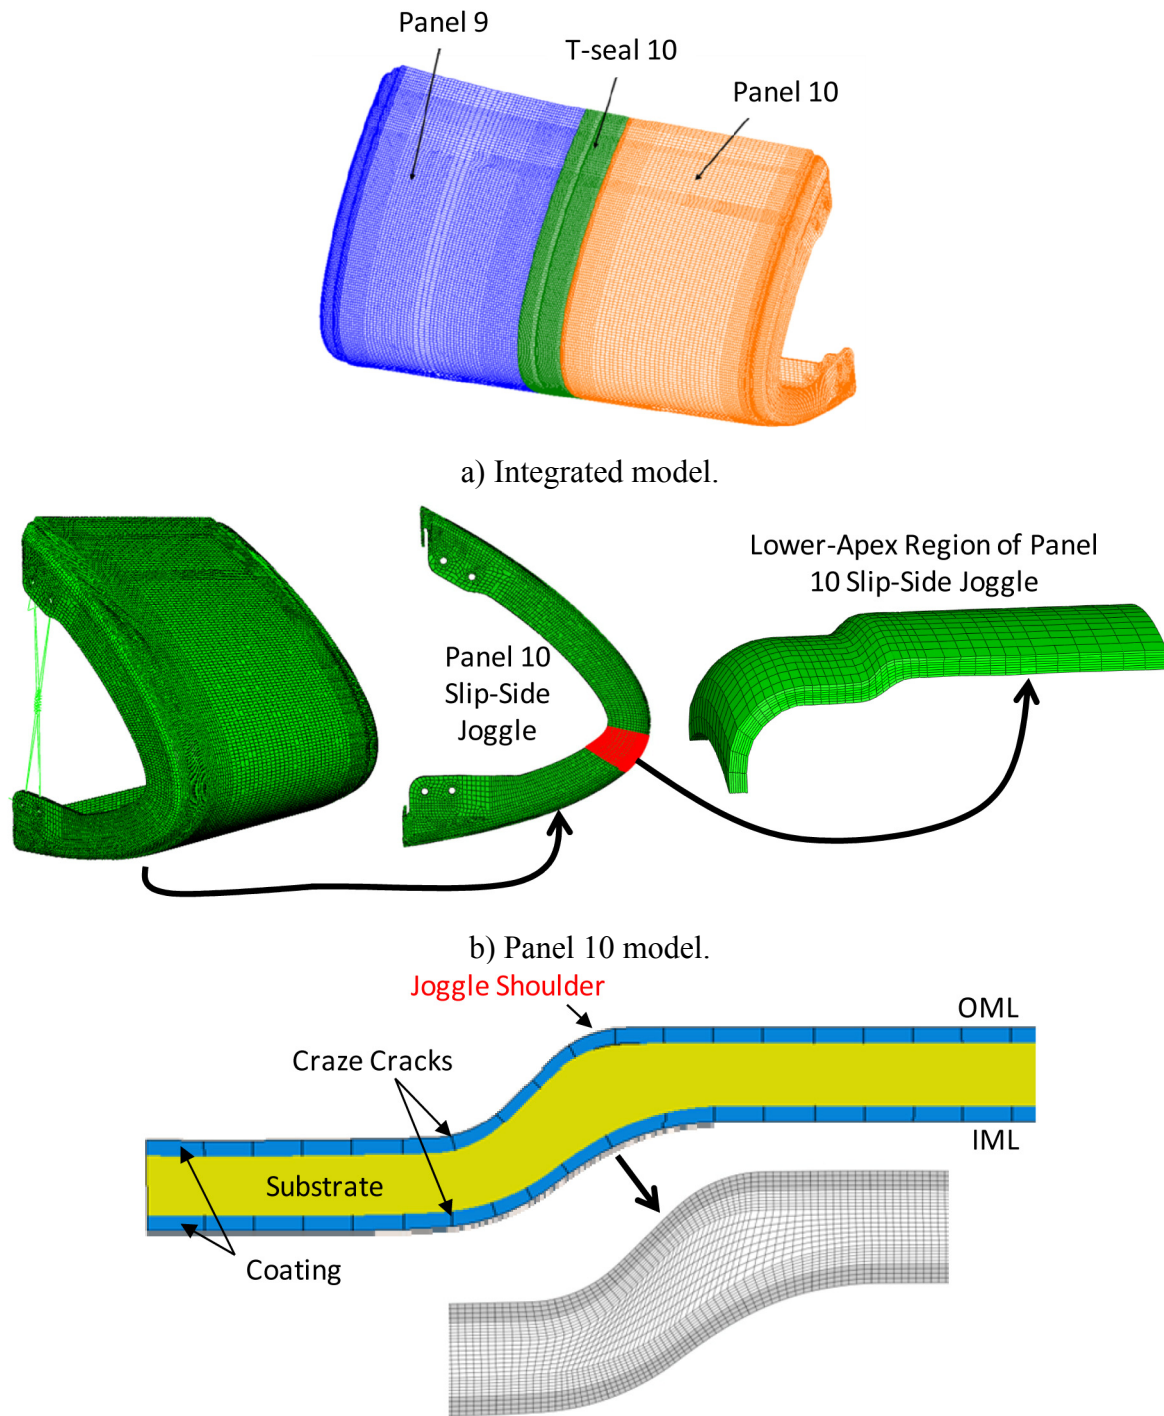 Panel 9
T-seal 10
Panel 10
a) Integrated model.
Lower-Apex Region of Panel
10 Slip-Side Joggle
Panel 10
Slip-Side
Joggle
b) Panel 10 model.
Joggle Shoulder
OML
Craze Cracks
IML
Substrate
Coating